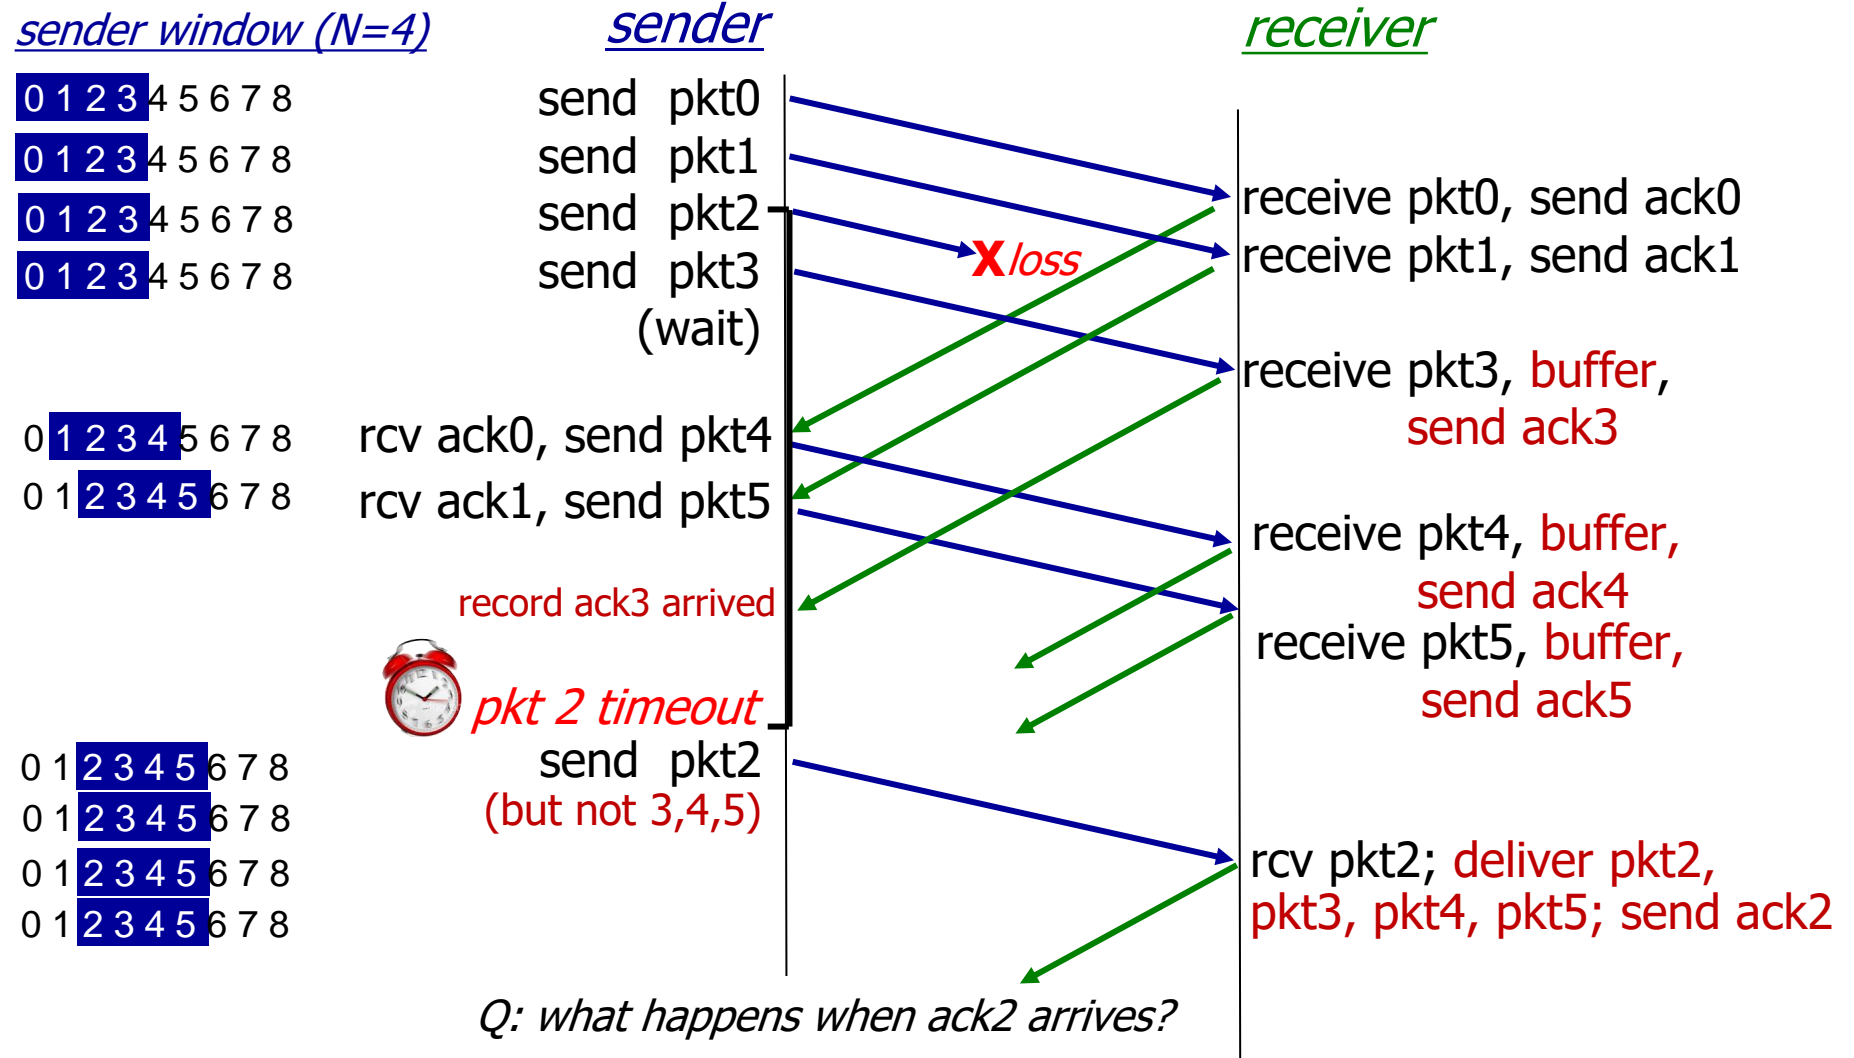 sender window (N=4) sender receiver
0 1 2 3 4 5 6 7 8 send pkt0
0 1 2 3 4 5 6 7 8 send pkt1
receive pkt0, send ack0
0 1 2 3 4 5 6 7 8 send pkt2
X loss
receive pkt1, send ack1
0 1 2 3 4 5 6 7 8 send pkt3
(wait)
receive pkt3, buffer,
send ack3
0 1 2 3 4 5 6 7 8 rcv ack0, send pkt4
0 1 2 3 4 5 6 7 8 rcv ack1, send pkt5
receive pkt4, buffer,
send ack4
record ack3 arrived
receive pkt5, buffer,
send ack5
pkt 2 timeout
0 1 2 3 4 5 6 7 8 send pkt2
0 1 2 3 4 5 6 7 8 (but not 3,4,5)
0 1 2 3 4 5 6 7 8 rcv pkt2; deliver pkt2,
0 1 2 3 4 5 6 7 8 pkt3, pkt4, pkt5; send ack2
Q: what happens when ack2 arrives?